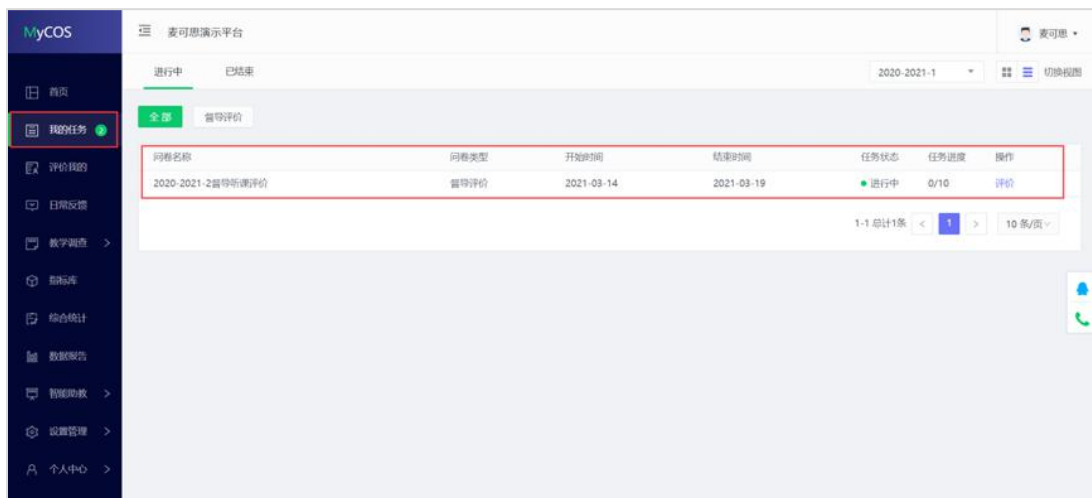 MyCOS
麦可思演示平台
麦可思
进行中 已结束
2020-2021-1
切换视图
首页
我的任务 2
评价我的
日常反馈
教学调查
指标库
综合统计
数据报告
智能助教
设置管理
个人中心
全部 督导评价
问卷名称 问卷类型 开始时间 结束时间 任务状态 任务进度 操作
2020-2021-2督导听课评价 督导评价 2021-03-14 2021-03-19 进行中 0/10 评价
1-1 总计1条 < 1 > 10 条/页